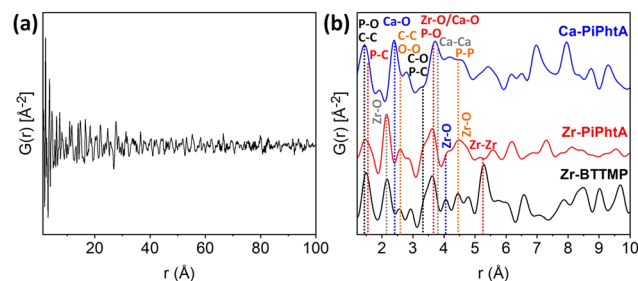 (a)
G(r) [Å-2]
20
40
60
80
100
r (Å)
(b)
G(r) [Å-2]
P-O
C-C
P-C
Ca-O
C-C
O-O
Zr-O
C-O
P-C
Zr-O/Ca-O
P-O
Ca-Ca
P-P
Ca-PiPhtA
Zr-O
Zr-O
Zr-Zr
Zr-PiPhtA
Zr-BTTMP
2
3
4
5
6
7
8
9
10
r (Å)